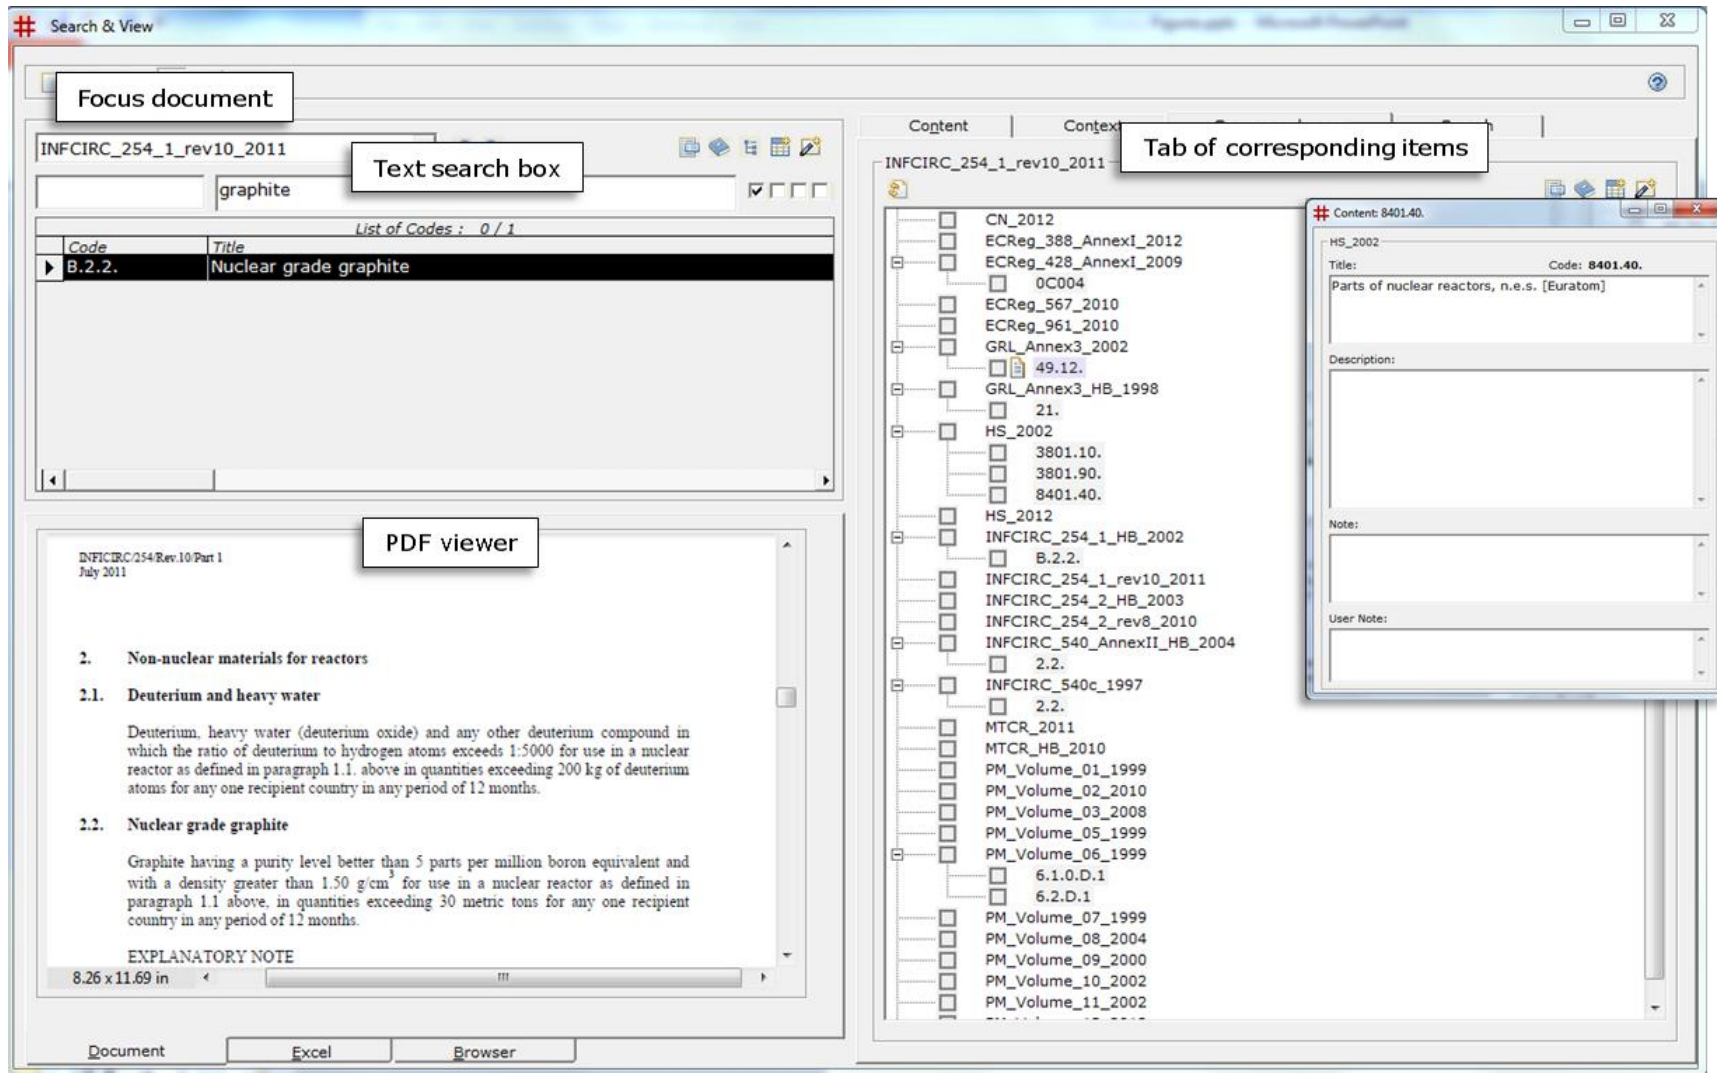 Search & View
Focus document
INFCIRC_254_1_rev10_2011
Text search box
graphite
List of Codes : 0 / 1
Code Title
B.2.2. Nuclear grade graphite
PDF viewer
INFICIRC/254/Rev.10/Part 1
July 2011
2. Non-nuclear materials for reactors
2.1. Deuterium and heavy water
Deuterium, heavy water (deuterium oxide) and any other deuterium compound in
which the ratio of deuterium to hydrogen atoms exceeds 1:5000 for use in a nuclear
reactor as defined in paragraph 1.1. above in quantities exceeding 200 kg of deuterium
atoms for any one recipient country in any period of 12 months.
2.2. Nuclear grade graphite
Graphite having a purity level better than 5 parts per million boron equivalent and
with a density greater than 1.50 g/cm³ for use in a nuclear reactor as defined in
paragraph 1.1 above, in quantities exceeding 30 metric tons for any one recipient
country in any period of 12 months.
EXPLANATORY NOTE
8.26 x 11.69 in
Document Excel Browser
Content Context
Tab of corresponding items
INFCIRC_254_1_rev10_2011
CN_2012
ECReg_388_AnnexI_2012
ECReg_428_AnnexI_2009
0C004
ECReg_567_2010
ECReg_961_2010
GRL_Annex3_2002
49.12.
GRL_Annex3_HB_1998
21.
HS_2002
3801.10.
3801.90.
8401.40.
HS_2012
INFCIRC_254_1_HB_2002
B.2.2.
INFCIRC_254_1_rev10_2011
INFCIRC_254_2_HB_2003
INFCIRC_254_2_rev8_2010
INFCIRC_540_AnnexII_HB_2004
2.2.
INFCIRC_540c_1997
2.2.
MTCR_2011
MTCR_HB_2010
PM_Volume_01_1999
PM_Volume_02_2010
PM_Volume_03_2008
PM_Volume_05_1999
PM_Volume_06_1999
6.1.0.D.1
6.2.D.1
PM_Volume_07_1999
PM_Volume_08_2004
PM_Volume_09_2000
PM_Volume_10_2002
PM_Volume_11_2002
Content: 8401.40.
HS_2002
Title: Code: 8401.40.
Parts of nuclear reactors, n.e.s. [Euratom]
Description:
Note:
User Note: